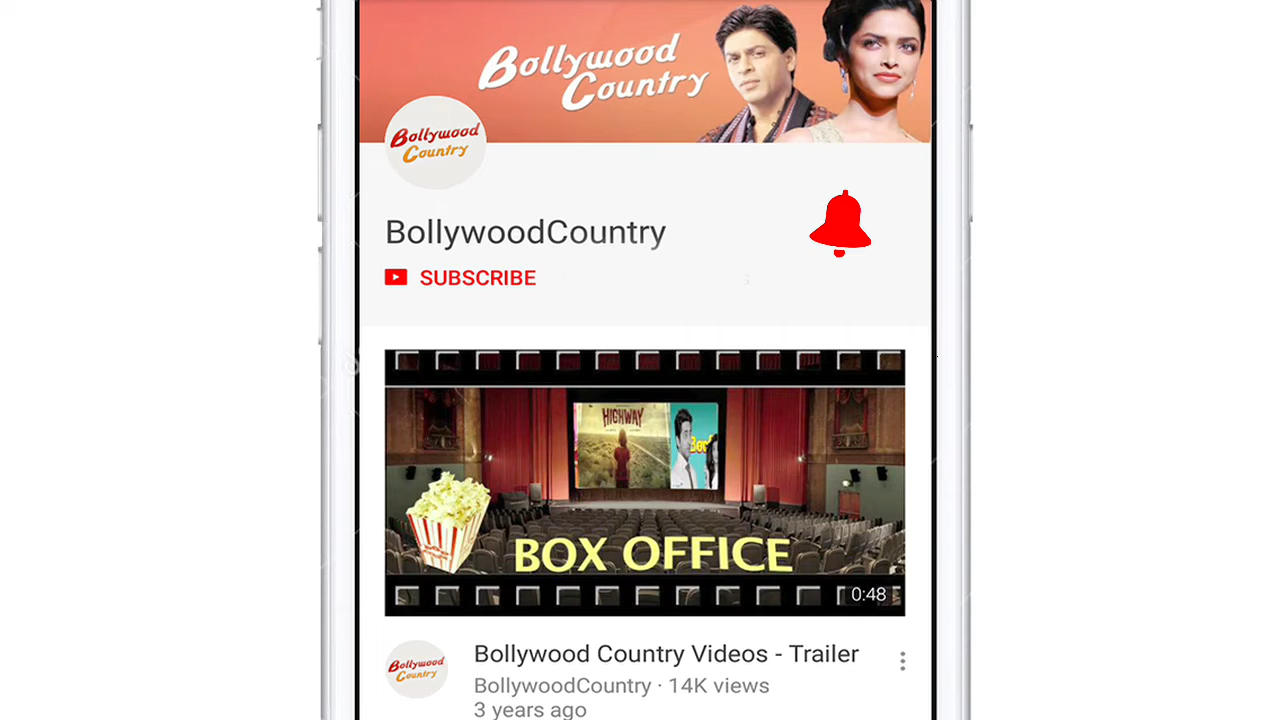 Bollywood
Country
Bollywood
Country
BollywoodCountry
SUBSCRIBE
HIGHWAY
BOX OFFICE
0:48
Bollywood
Country
Bollywood Country Videos - Trailer
BollywoodCountry · 14K views
3 years ago